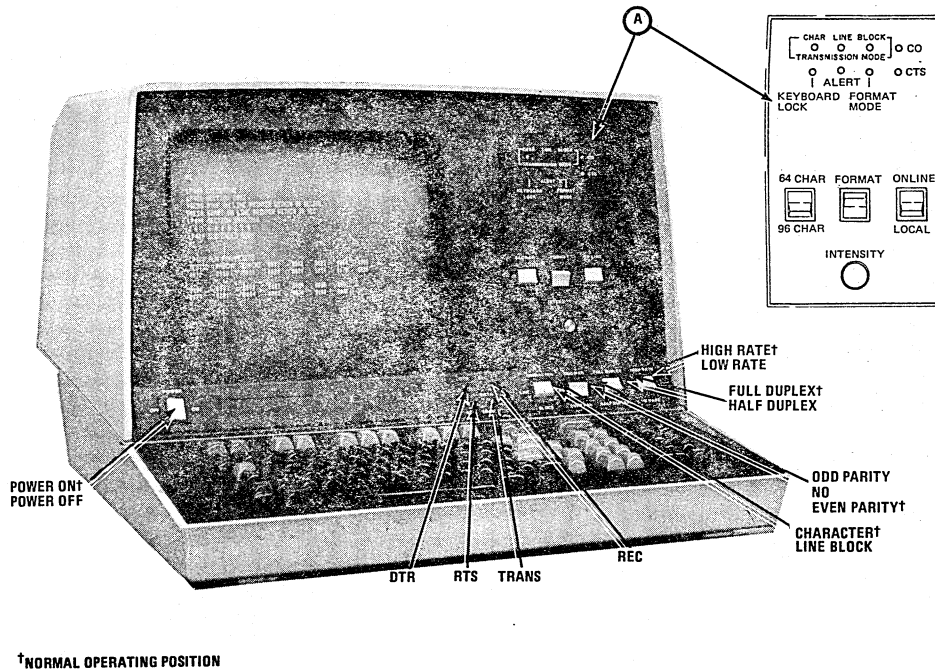 A
CHAR LINE BLOCK
TRANSMISSION MODE
CO
CTS
ALERT
KEYBOARD LOCK
FORMAT MODE
64 CHAR
FORMAT
ONLINE
96 CHAR
LOCAL
INTENSITY
HIGH RATE†
LOW RATE
FULL DUPLEX†
HALF DUPLEX
POWER ON†
POWER OFF
ODD PARITY
NO
EVEN PARITY†
CHARACTER†
LINE BLOCK
REC
DTR
RTS
TRANS
†NORMAL OPERATING POSITION